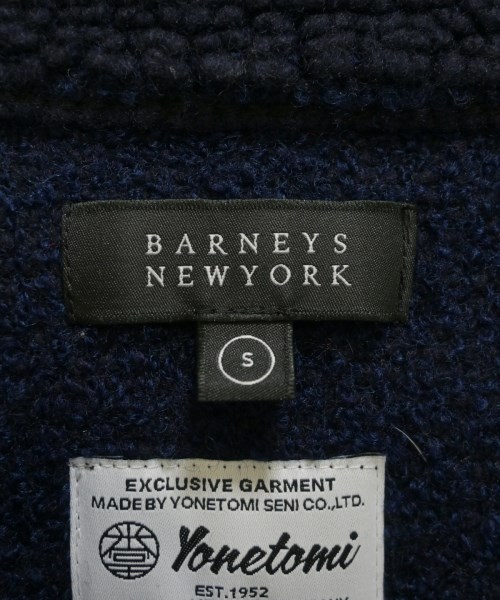 BARNEYS
NEWYORK
S
EXCLUSIVE GARMENT
MADE BY YONETOMI SENI CO.,LTD.
Yonetomi
EST.1952